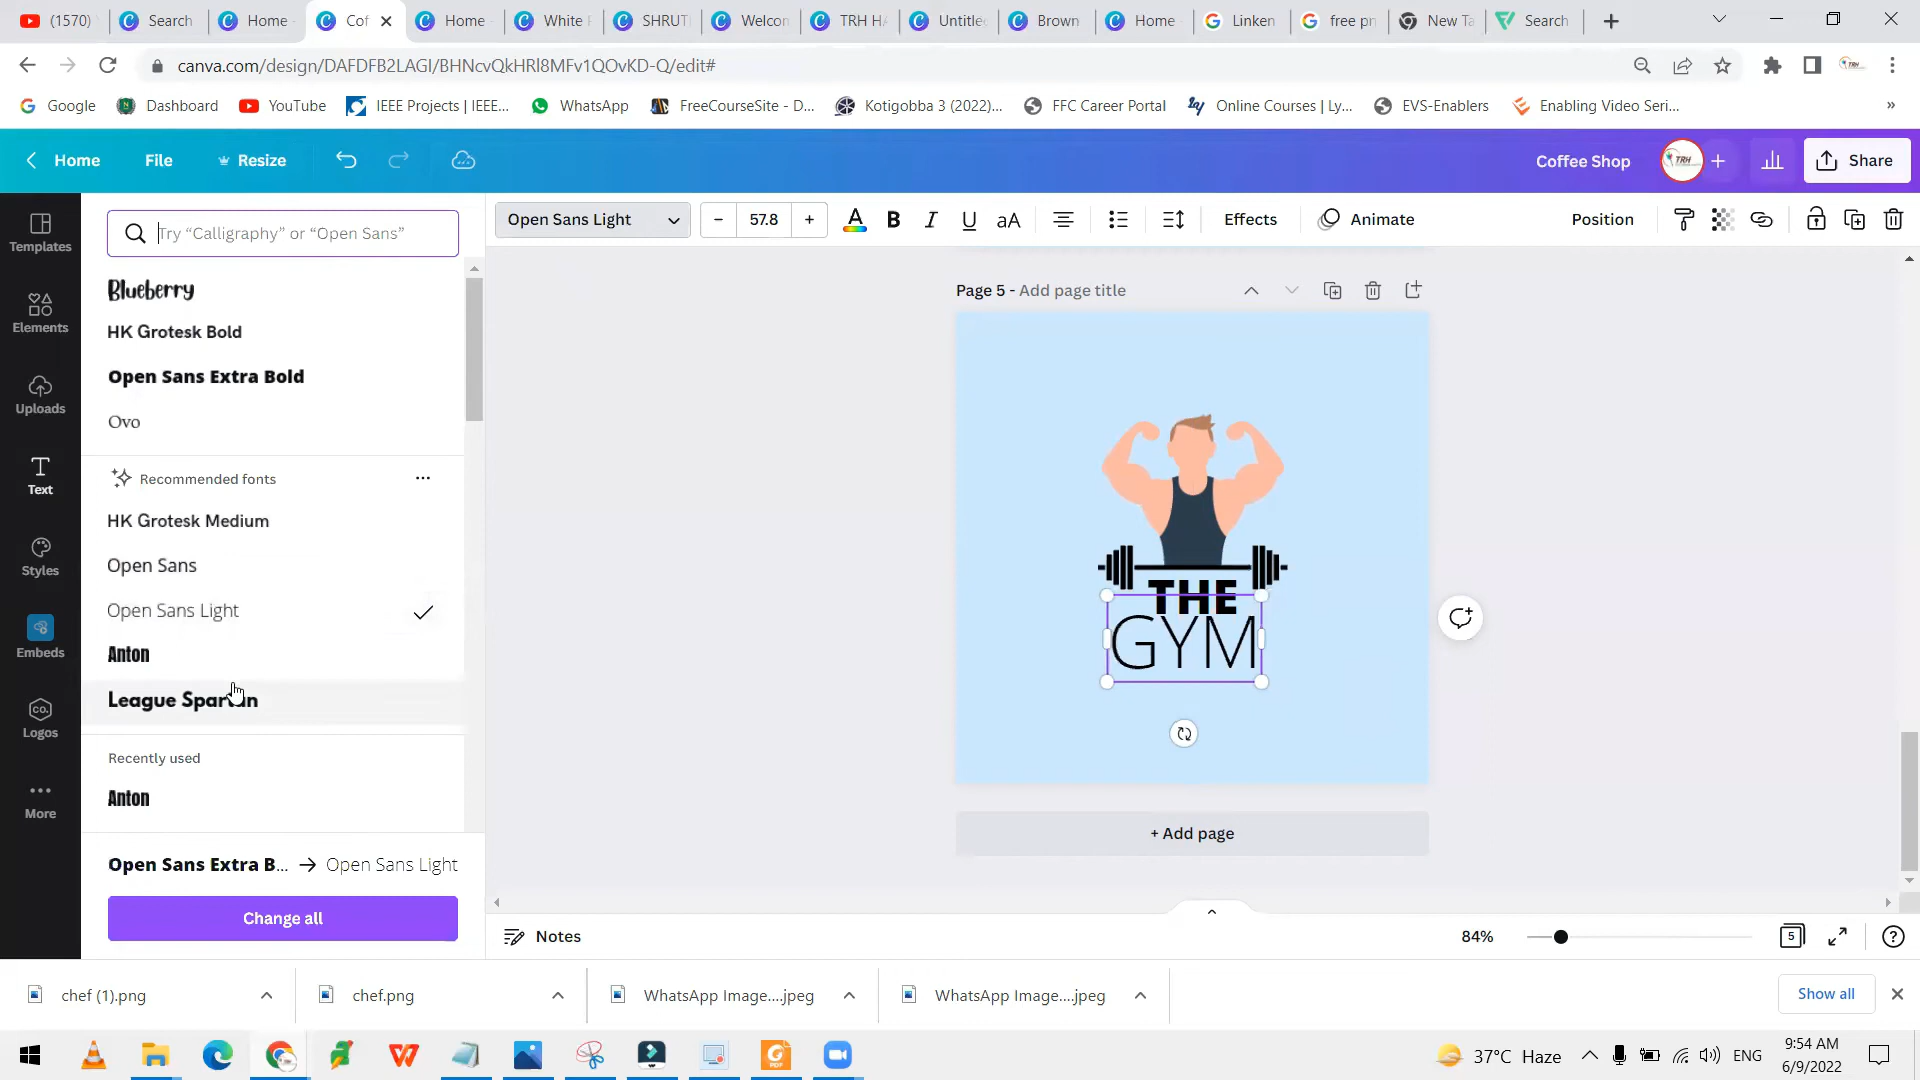 (1570)
Search
Home
Cof
Home
White
SHRUT
Welcon
TRH HA
Untitle
Brown
Home
Linken
free pn
New Ta
Search
canva.com/design/DAFDFB2LAGI/BHNcvQkHRl8MFv1QOvKD-Q/edit#
Google
Dashboard
YouTube
IEEE Projects | IEEE...
WhatsApp
FreeCourseSite - D...
Kotigobba 3 (2022)...
FFC Career Portal
Online Courses | Ly...
EVS-Enablers
Enabling Video Seri...
»
Home
File
Resize
Coffee Shop
TRH
Share
Templates
Elements
Uploads
Text
Styles
Embeds
CO.
Logos
More
Try “Calligraphy” or “Open Sans”
Blueberry
HK Grotesk Bold
Open Sans Extra Bold
Ovo
Recommended fonts
HK Grotesk Medium
Open Sans
Open Sans Light
Anton
League Spartan
Recently used
Anton
Open Sans Extra B... → Open Sans Light
Change all
Open Sans Light
– 57.8 +
A B I U aA
Effects
Animate
Position
Page 5 - Add page title
THE
GYM
+ Add page
Notes
84%
5
chef (1).png
chef.png
WhatsApp Image....jpeg
WhatsApp Image....jpeg
Show all
37°C Haze
ENG
9:54 AM
6/9/2022